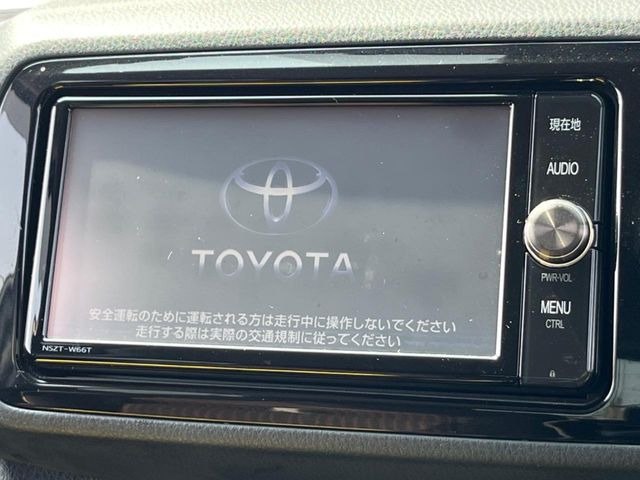 現在地
AUDIO
TOYOTA
PWR-VOL
MENU
CTRL
安全運転のために運転される方は走行中に操作しないでください
走行する際は実際の交通規制に従ってください
NSZT-W66T